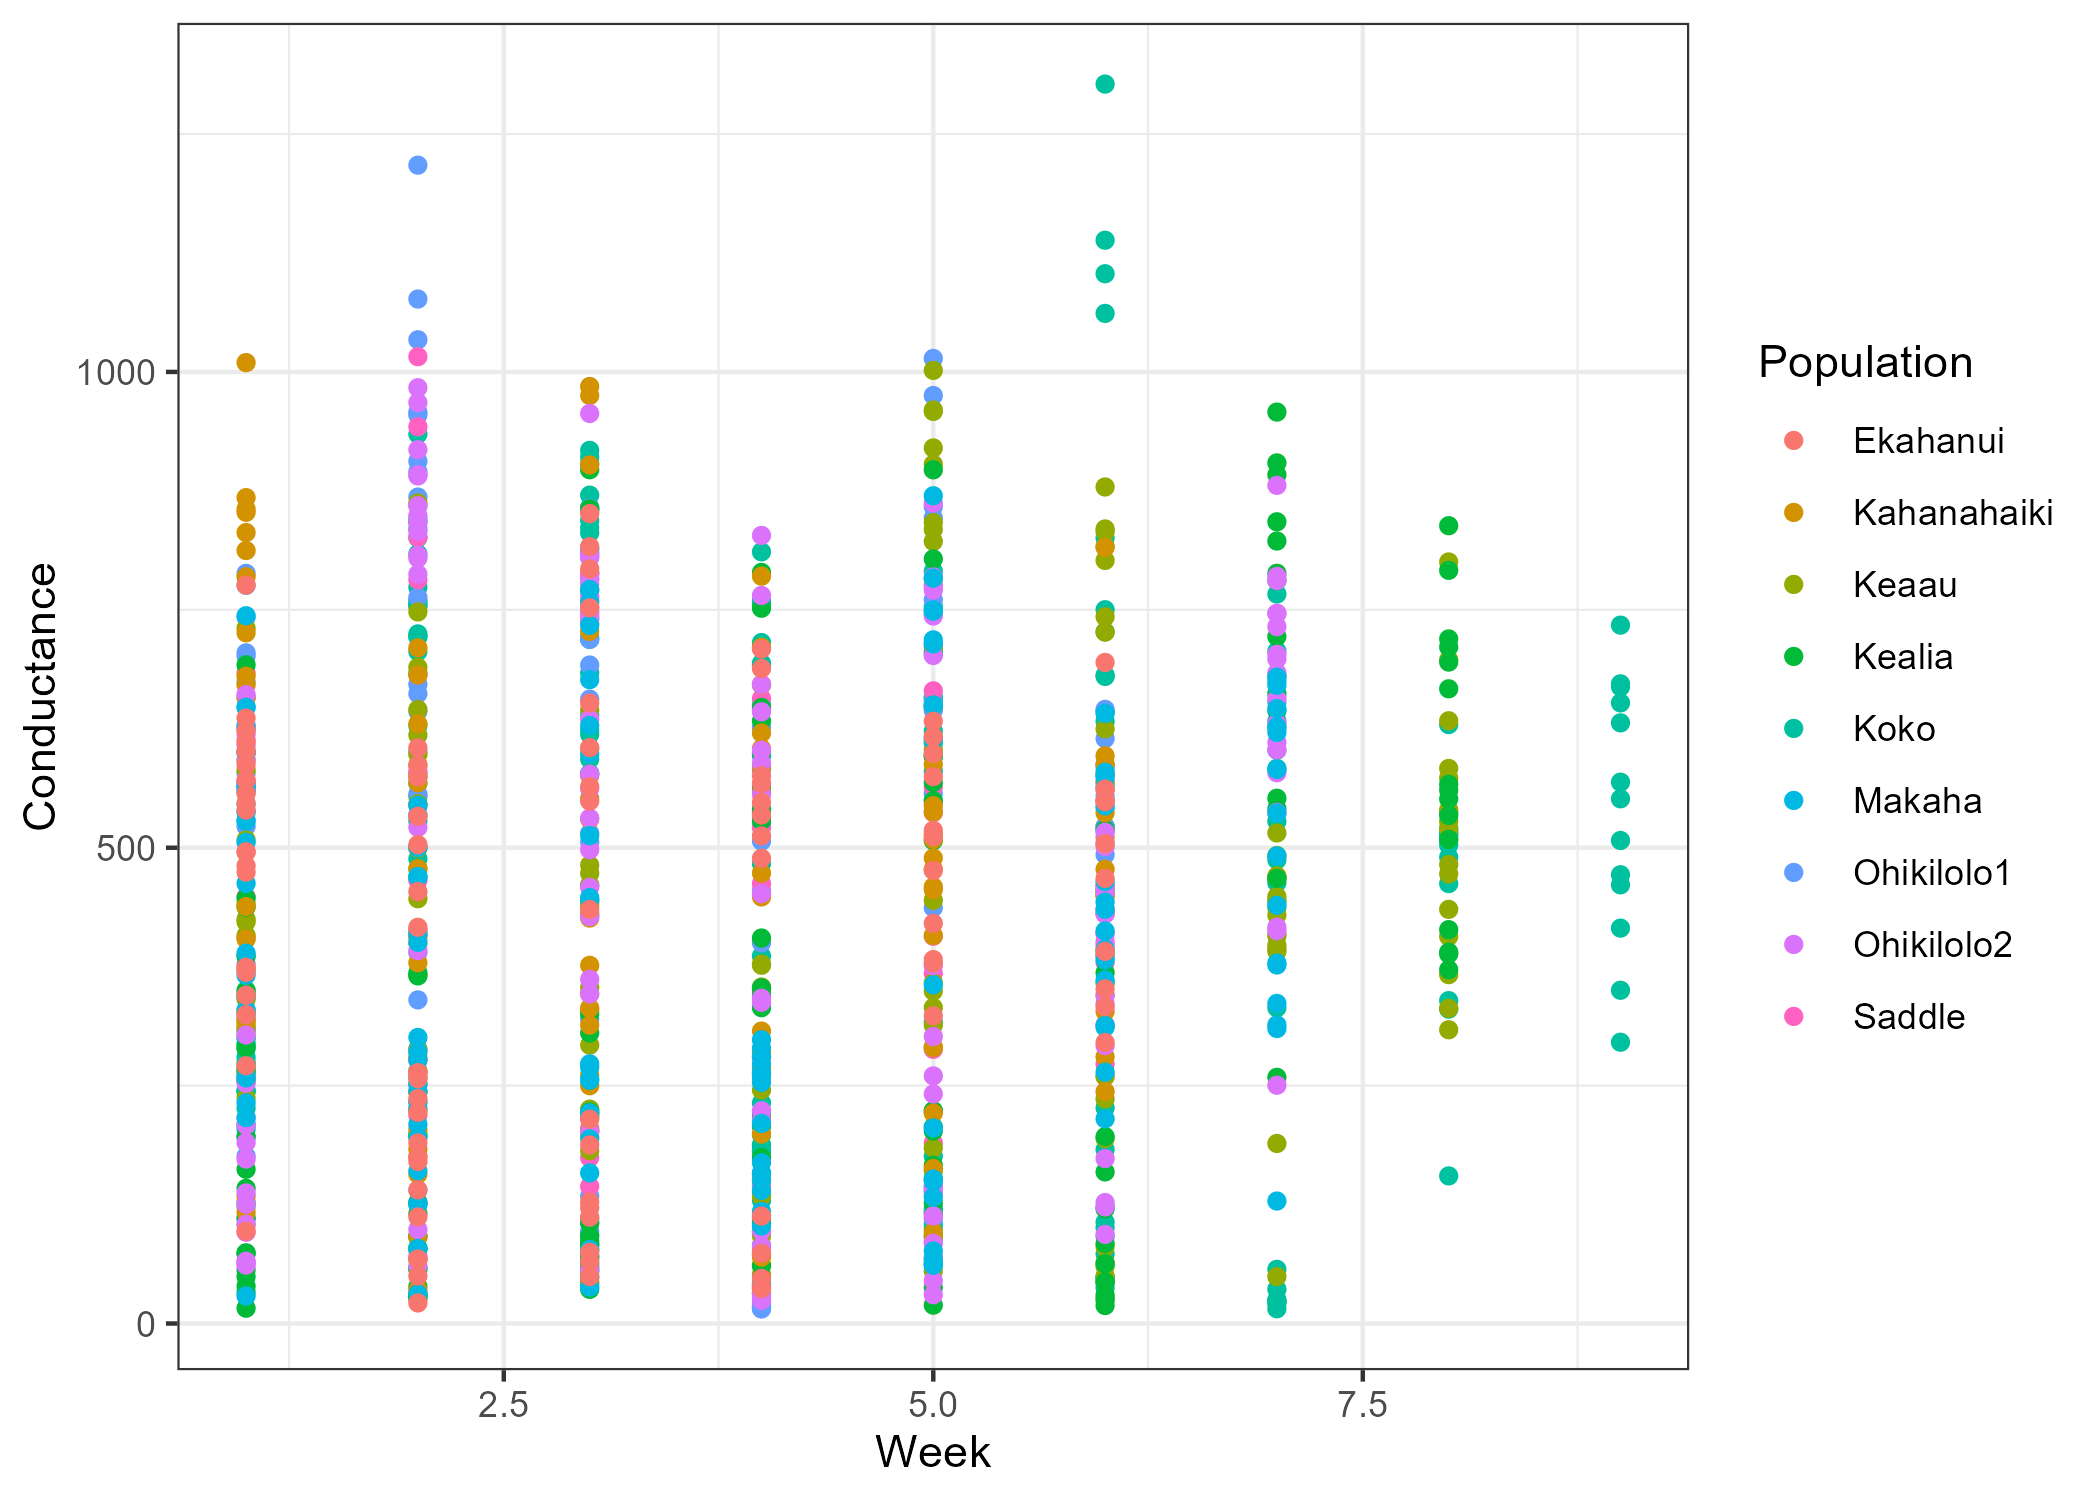 1000
500
0
Conductance
2.5 5.0 7.5
Week
Population
Ekahanui
Kahanahaiki
Keaau
Kealia
Koko
Makaha
Ohikilolo1
Ohikilolo2
Saddle